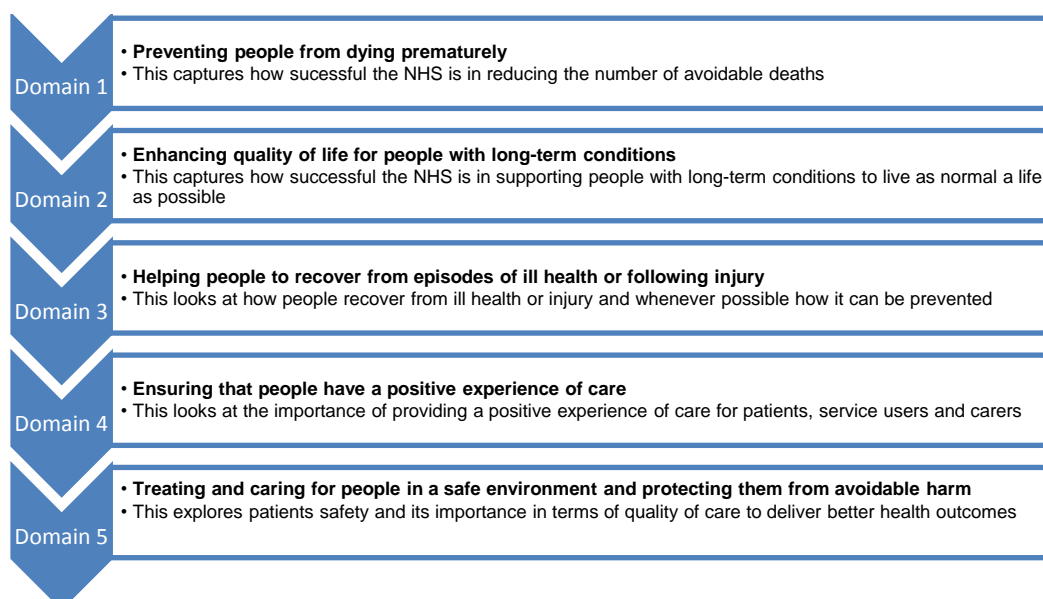 Domain 1
• Preventing people from dying prematurely
• This captures how sucessful the NHS is in reducing the number of avoidable deaths
Domain 2
• Enhancing quality of life for people with long-term conditions
• This captures how successful the NHS is in supporting people with long-term conditions to live as normal a life
as possible
Domain 3
• Helping people to recover from episodes of ill health or following injury
• This looks at how people recover from ill health or injury and whenever possible how it can be prevented
Domain 4
• Ensuring that people have a positive experience of care
• This looks at the importance of providing a positive experience of care for patients, service users and carers
Domain 5
• Treating and caring for people in a safe environment and protecting them from avoidable harm
• This explores patients safety and its importance in terms of quality of care to deliver better health outcomes